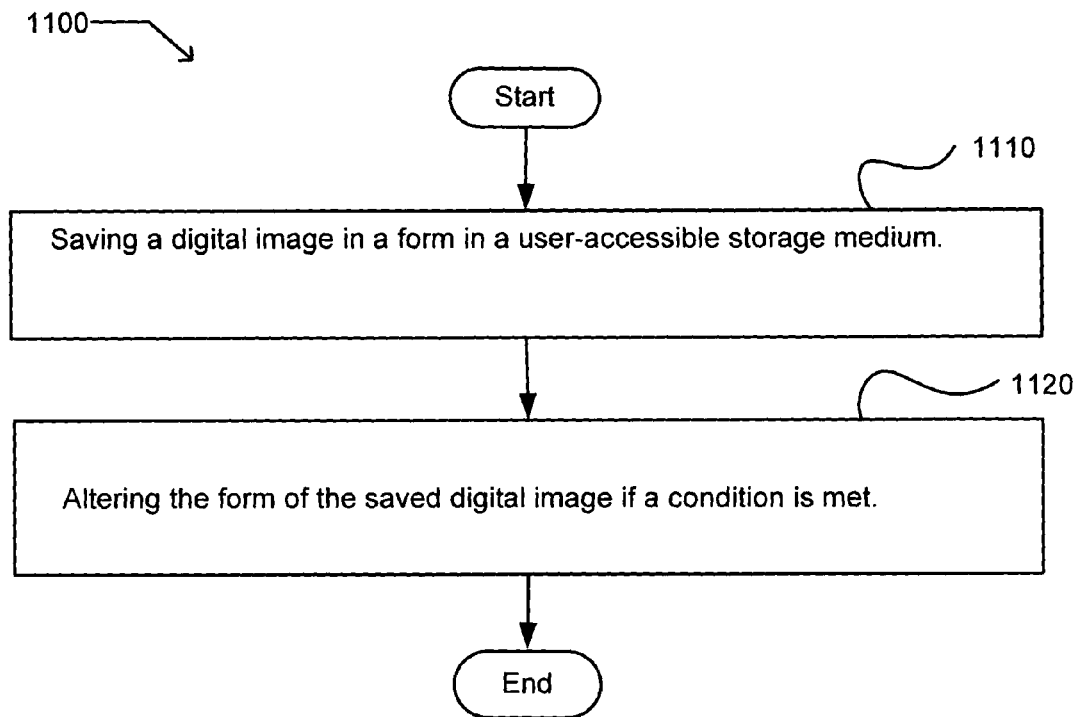 1100
Start
1110
Saving a digital image in a form in a user-accessible storage medium.
1120
Altering the form of the saved digital image if a condition is met.
End